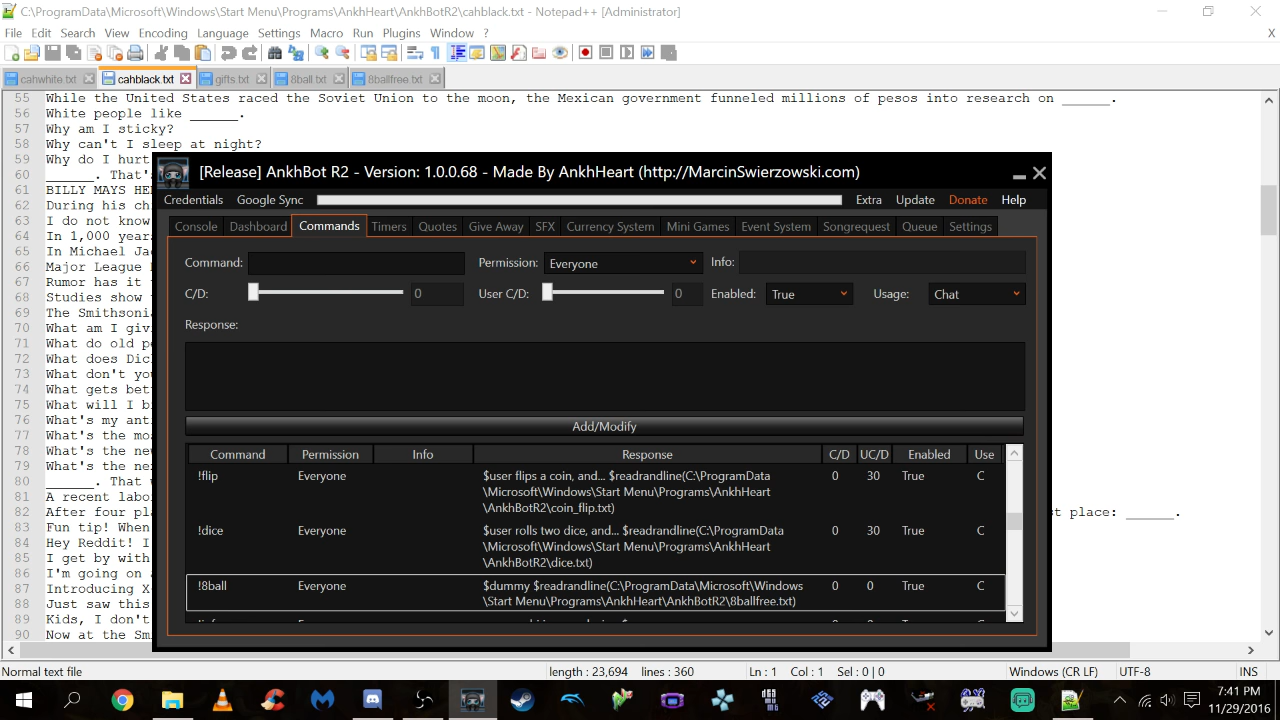 C:\ProgramData\Microsoft\Windows\Start Menu\Programs\AnkhHeart\AnkhBotR2\cahblack.txt - Notepad++ [Administrator]
File Edit Search View Encoding Language Settings Macro Run Plugins Window ? X
cahwhite.txt cahblack.txt gifts.txt 8ball.txt 8ballfree.txt
55 While the United States raced the Soviet Union to the moon, the Mexican government funneled millions of pesos into research on ______.
56 White people like ______.
57 Why am I sticky?
58 Why can't I sleep at night?
59 Why do I hurt
60 ______. That'
61 BILLY MAYS HE
62 During his ch
63 I do not know
64 In 1,000 year
65 In Michael Ja
66 Major League
67 Rumor has it
68 Studies show
69 The Smithsoni
70 What am I giv
71 What do old p
72 What does Dic
73 What don't yo
74 What gets bet
75 What will I b
76 What's my ant
77 What's the mo
78 What's the ne
79 What's the ne
80 ______. That
81 A recent labo
82 After four pl st place: ______.
83 Fun tip! When
84 Hey Reddit! I
85 I get by with
86 I'm going on
87 Introducing X
88 Just saw this
89 Kids, I don't
90 Now at the Sm
[Release] AnkhBot R2 - Version: 1.0.0.68 - Made By AnkhHeart (http://MarcinSwierzowski.com)
Credentials Google Sync Extra Update Donate Help
Console Dashboard Commands Timers Quotes Give Away SFX Currency System Mini Games Event System Songrequest Queue Settings
Command: Permission: Everyone Info:
C/D: 0 User C/D: 0 Enabled: True Usage: Chat
Response:
Add/Modify
Command Permission Info Response C/D UC/D Enabled Use
!flip Everyone $user flips a coin, and... $readrandline(C:\ProgramData 0 30 True C
\Microsoft\Windows\Start Menu\Programs\AnkhHeart
\AnkhBotR2\coin_flip.txt)
!dice Everyone $user rolls two dice, and... $readrandline(C:\ProgramData 0 30 True C
\Microsoft\Windows\Start Menu\Programs\AnkhHeart
\AnkhBotR2\dice.txt)
!8ball Everyone $dummy $readrandline(C:\ProgramData\Microsoft\Windows 0 0 True C
\Start Menu\Programs\AnkhHeart\AnkhBotR2\8ballfree.txt)
Normal text file length : 23,694 lines : 360 Ln : 1 Col : 1 Sel : 0 | 0 Windows (CR LF) UTF-8 INS
7:41 PM
11/29/2016